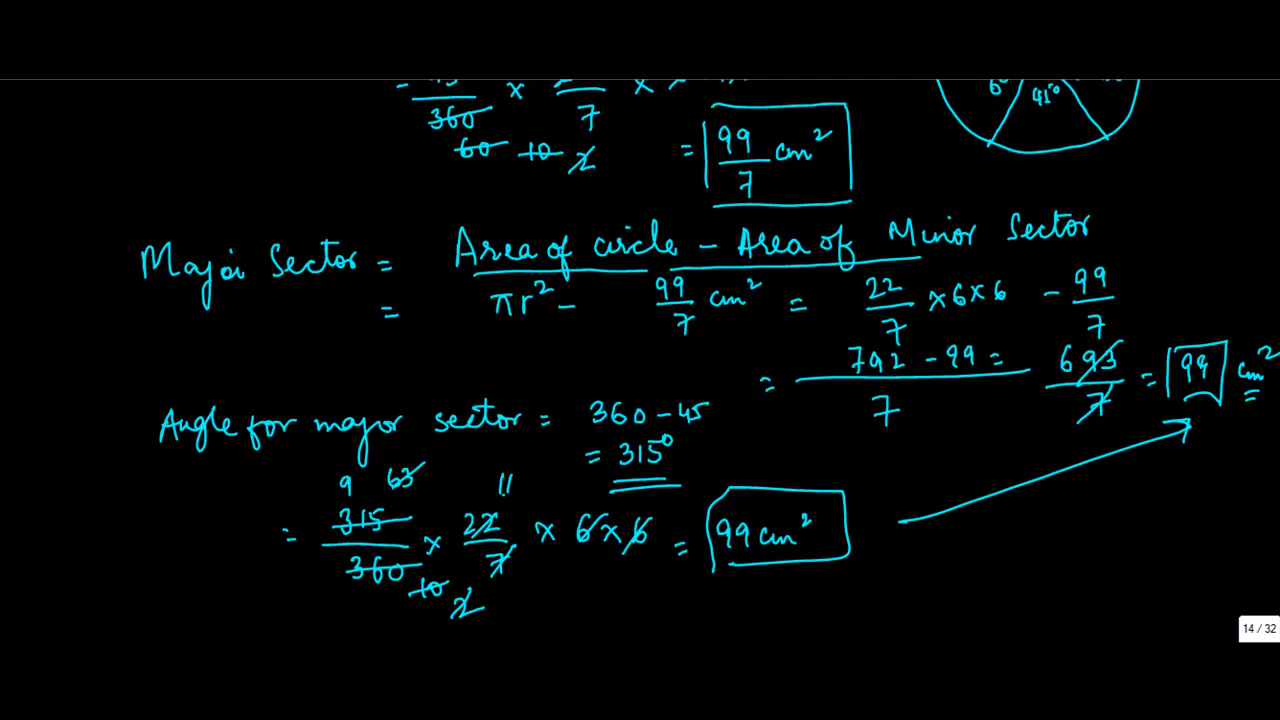 360 × 7 × ×
60 10 2 = 99/7 cm² 6 45°
Major Sector = Area of circle - Area of Minor Sector
= πr² - 99/7 cm² = 22/7 × 6 × 6 - 99/7
= 792 - 99 / 7 = 693/7 = 99 cm²
Angle for major sector = 360 - 45
= 315°
9 63 11
= 315/360 × 22/7 × 6 × 6 = 99 cm²
10 2
14 / 32